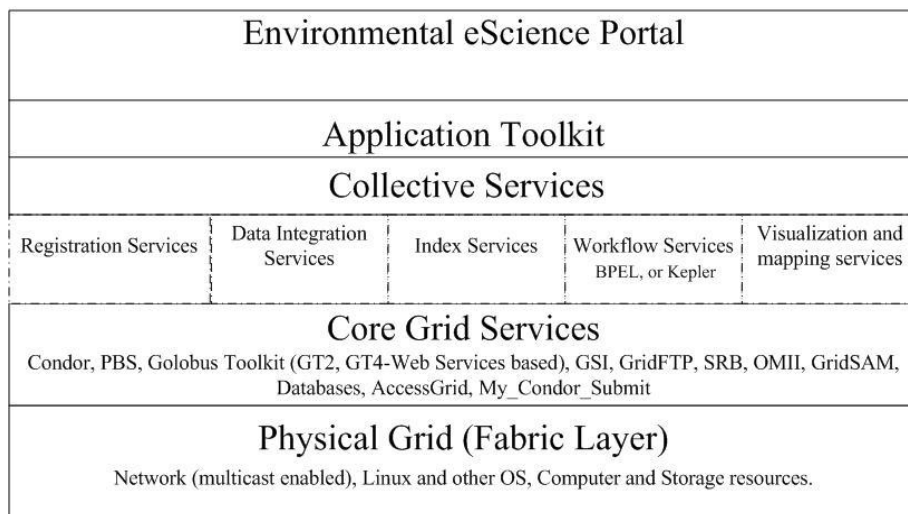 Environmental eScience Portal
Application Toolkit
Collective Services
Registration Services
Data Integration
Services
Index Services
Workflow Services
BPEL, or Kepler
Visualization and
mapping services
Core Grid Services
Condor, PBS, Golobus Toolkit (GT2, GT4-Web Services based), GSI, GridFTP, SRB, OMII, GridSAM,
Databases, AccessGrid, My_Condor_Submit
Physical Grid (Fabric Layer)
Network (multicast enabled), Linux and other OS, Computer and Storage resources.